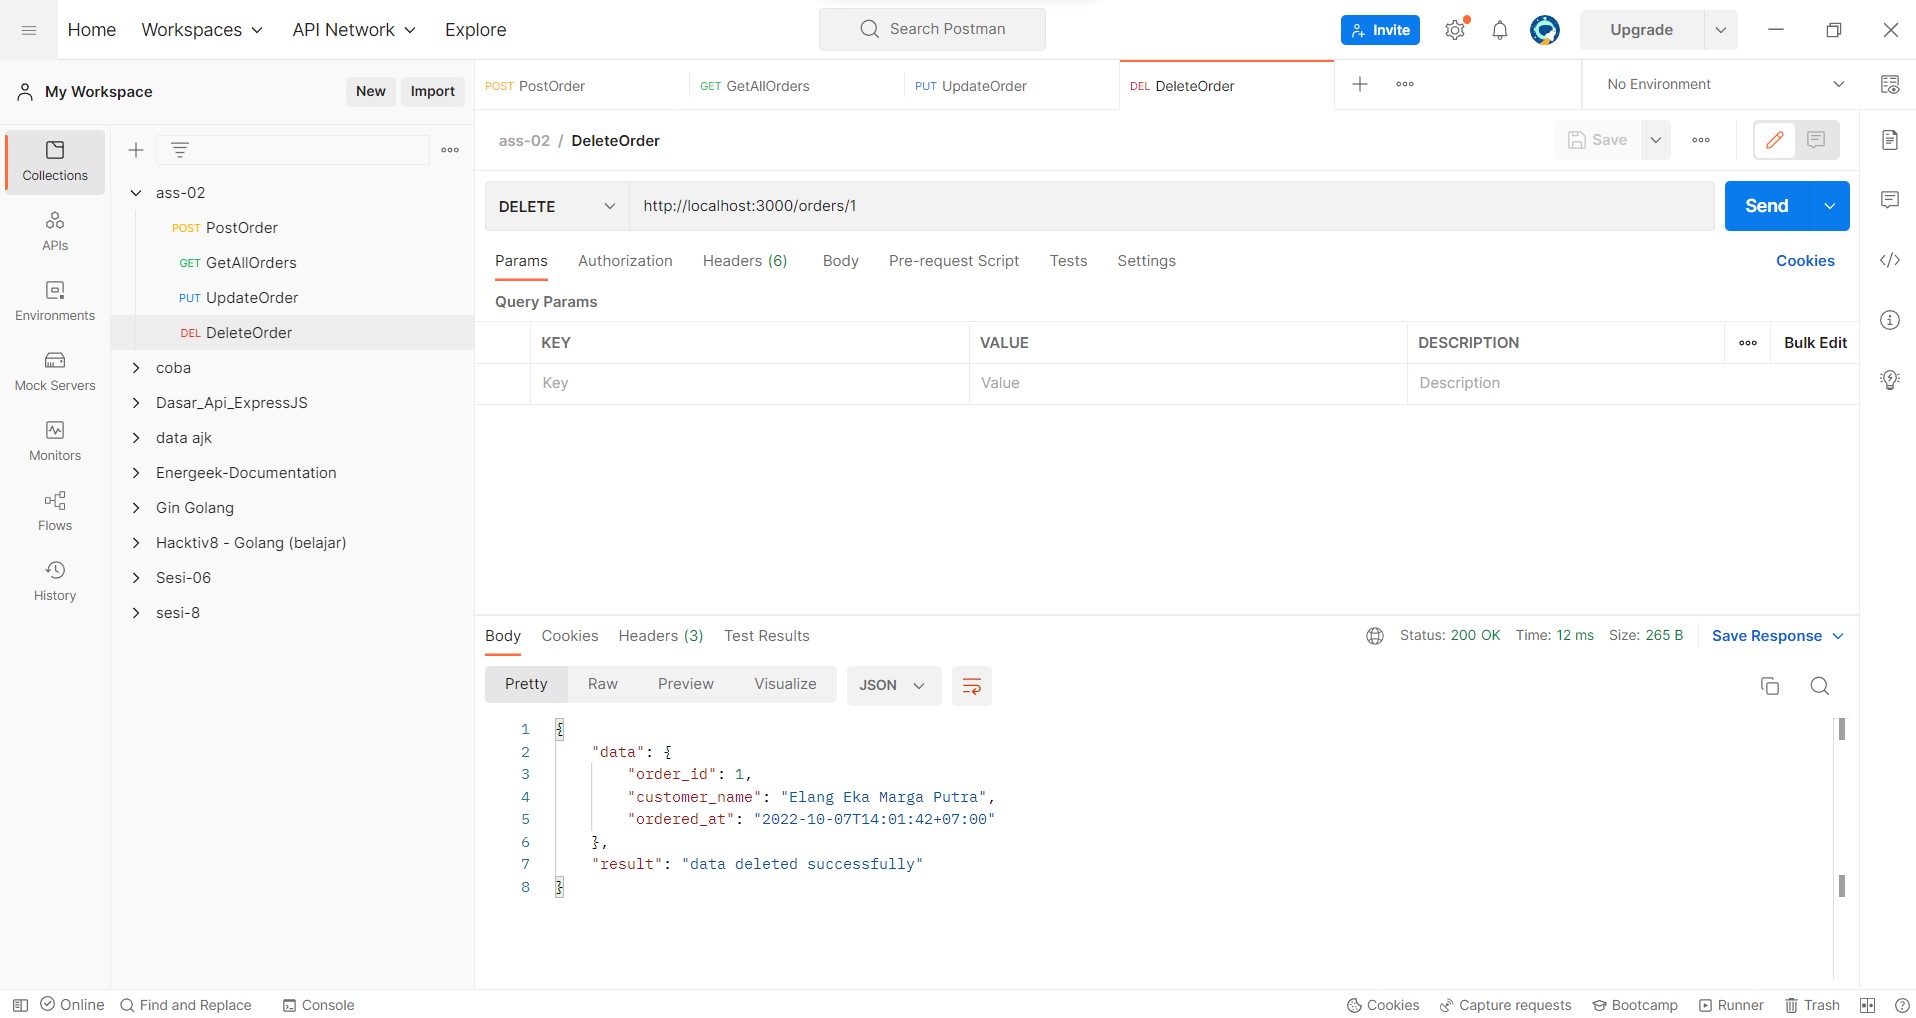 Home Workspaces API Network Explore Search Postman Invite Upgrade
My Workspace New Import
POST PostOrder GET GetAllOrders PUT UpdateOrder DEL DeleteOrder No Environment
ass-02 / DeleteOrder Save
Collections
APIs
Environments
Mock Servers
Monitors
Flows
History
ass-02
POST PostOrder
GET GetAllOrders
PUT UpdateOrder
DEL DeleteOrder
coba
Dasar_Api_ExpressJS
data ajk
Energeek-Documentation
Gin Golang
Hacktiv8 - Golang (belajar)
Sesi-06
sesi-8
DELETE http://localhost:3000/orders/1 Send
Params Authorization Headers (6) Body Pre-request Script Tests Settings Cookies
Query Params
KEY VALUE DESCRIPTION Bulk Edit
Key Value Description
Body Cookies Headers (3) Test Results Status: 200 OK Time: 12 ms Size: 265 B Save Response
Pretty Raw Preview Visualize JSON
1 {
2 "data": {
3 "order_id": 1,
4 "customer_name": "Elang Eka Marga Putra",
5 "ordered_at": "2022-10-07T14:01:42+07:00"
6 },
7 "result": "data deleted successfully"
8 }
Online Find and Replace Console Cookies Capture requests Bootcamp Runner Trash